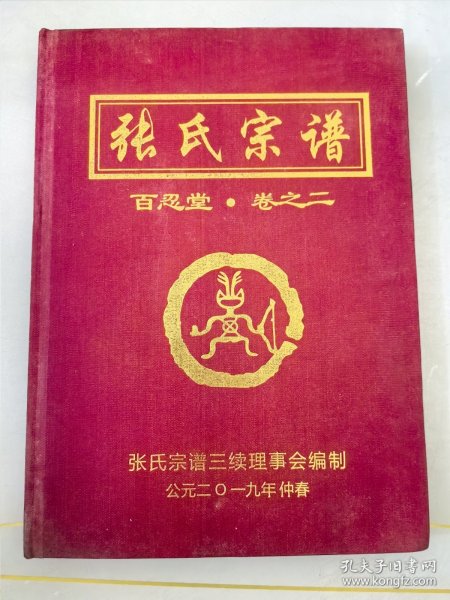 张氏宗谱
百忍堂•卷之二
张氏宗谱三续理事会编制
公元二〇一九年仲春
孔夫子旧书网
www.kongfz.com